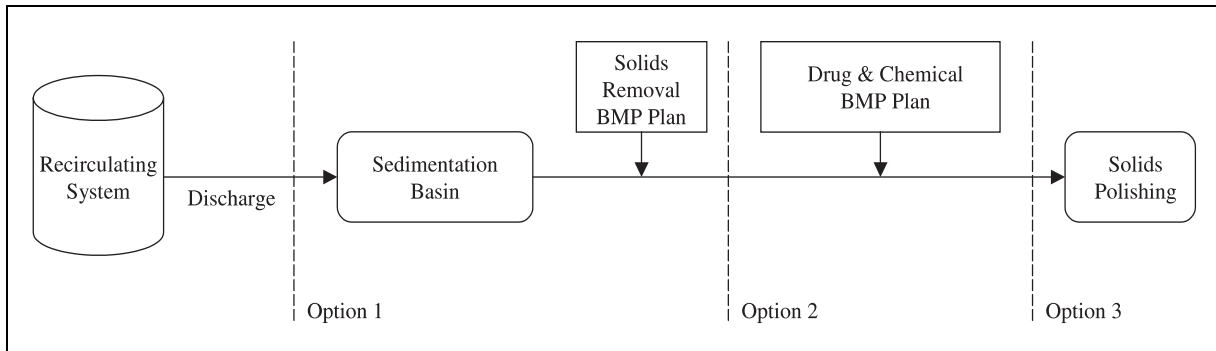 Recirculating
System
Discharge
Sedimentation
Basin
Solids
Removal
BMP Plan
Drug & Chemical
BMP Plan
Solids
Polishing
Option 1
Option 2
Option 3